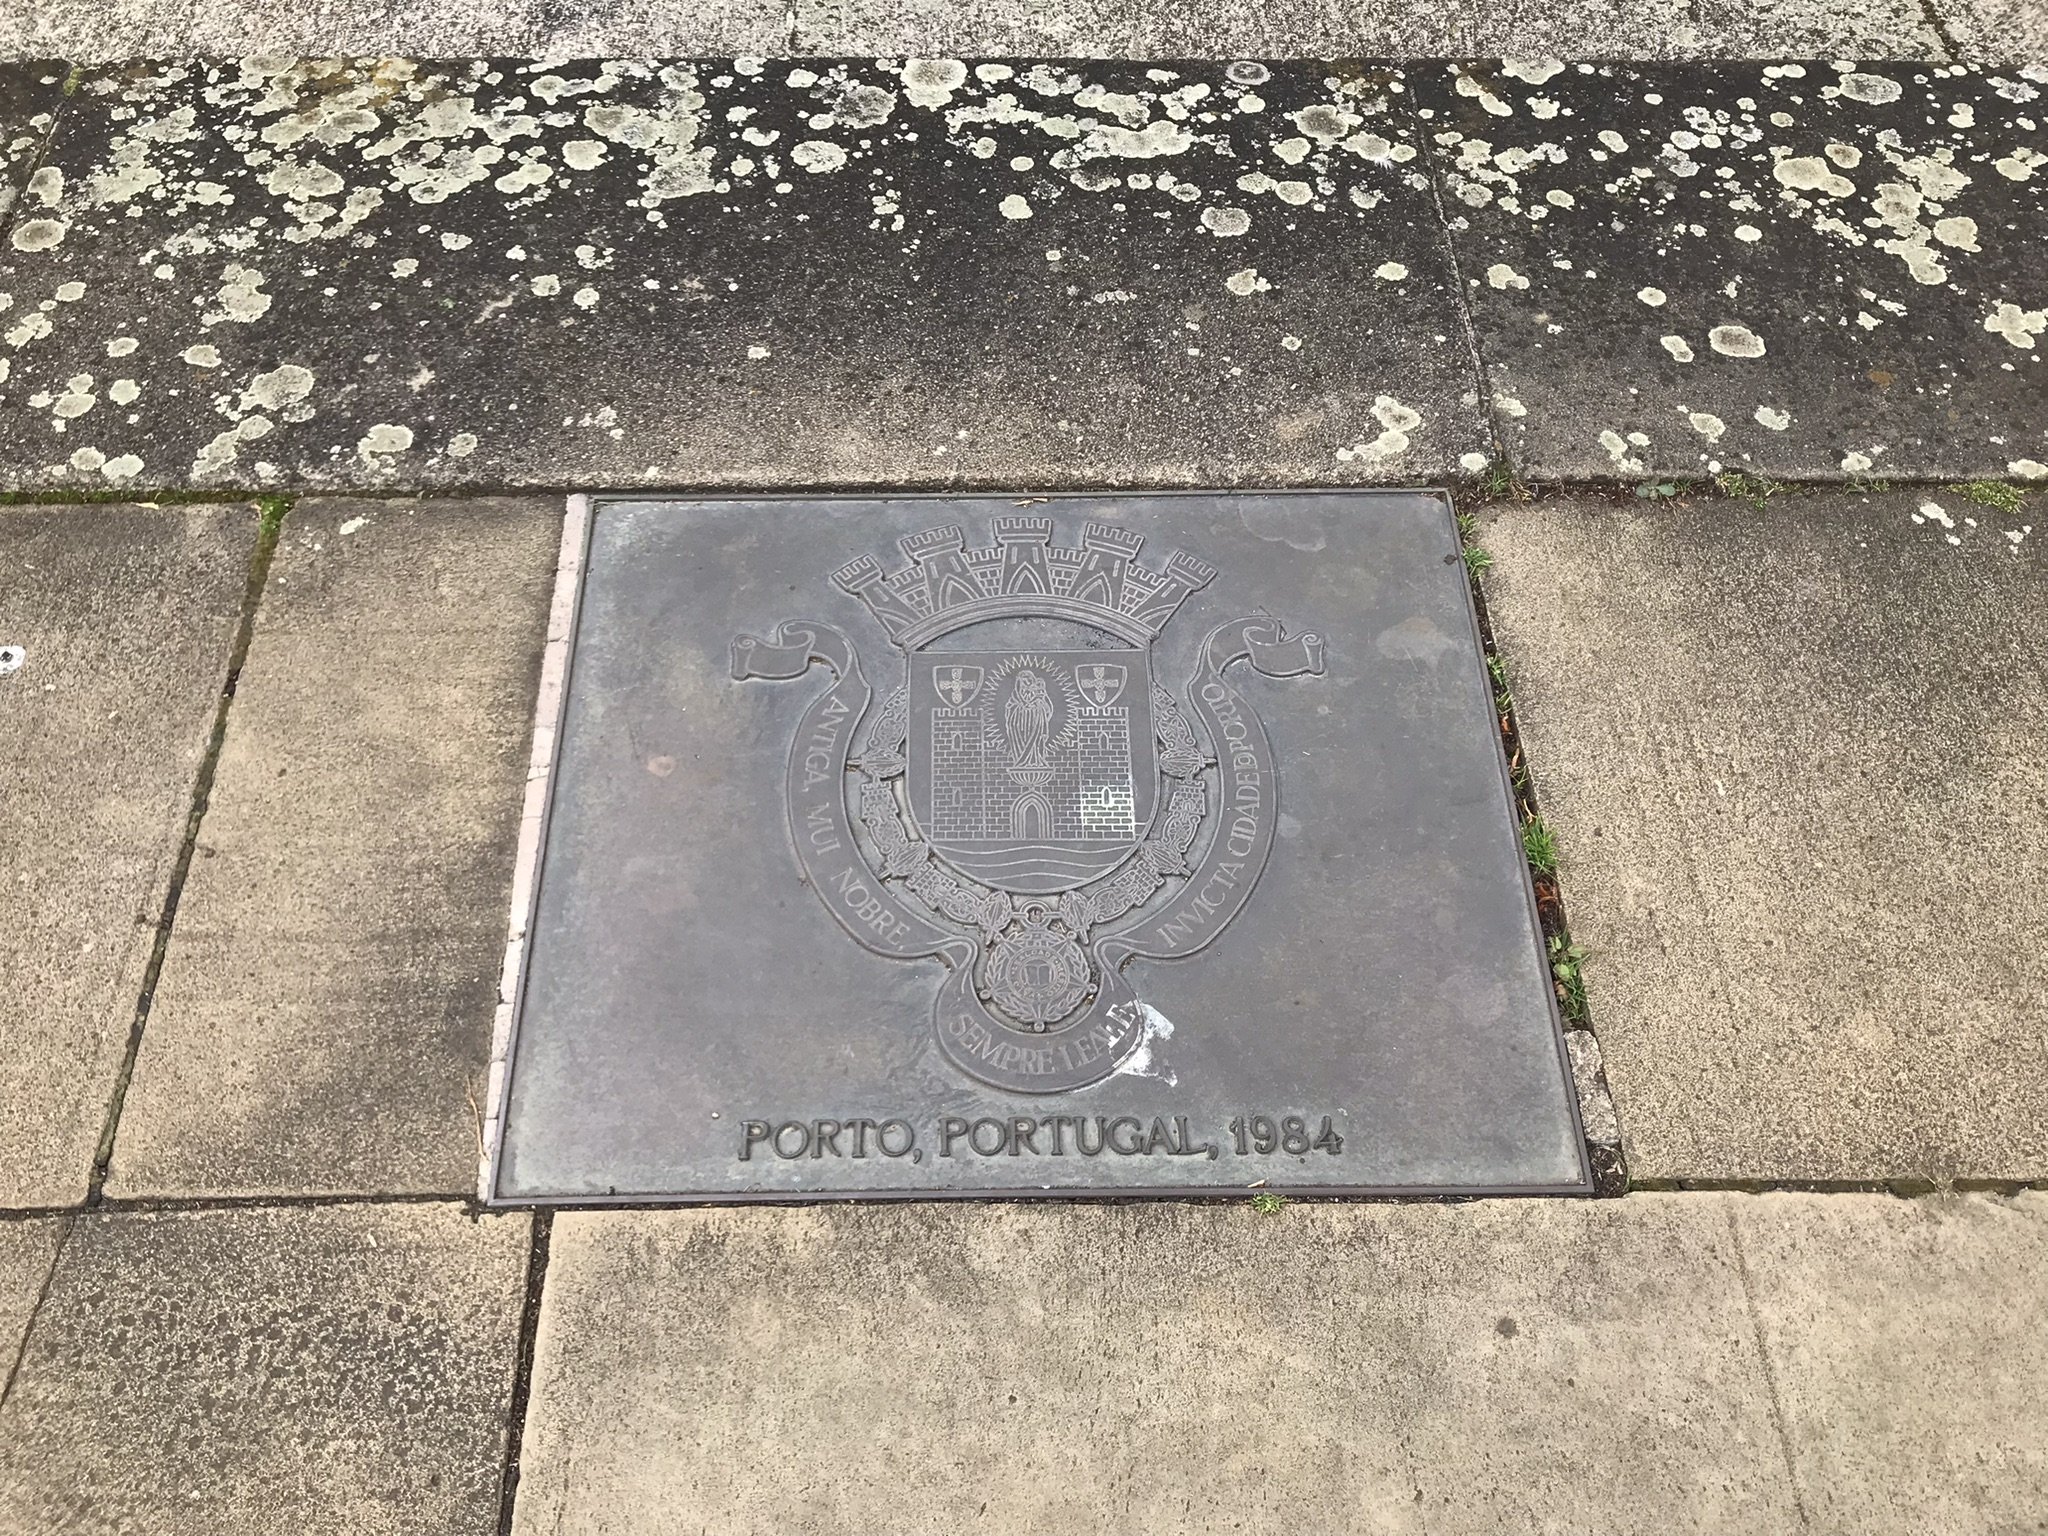 ANTIGA, MUI NOBRE,
SEMPRE LEAL E
INVICTA CIDADE DO PORTO
PORTO, PORTUGAL, 1984